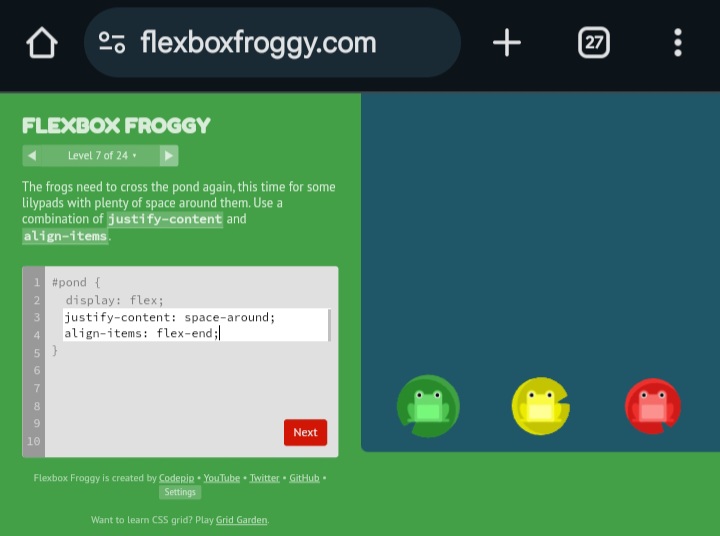 flexboxfroggy.com
27
FLEXBOX FROGGY
Level 7 of 24
The frogs need to cross the pond again, this time for some
lilypads with plenty of space around them. Use a
combination of justify-content and
align-items.
1 #pond {
2 display: flex;
3 justify-content: space-around;
4 align-items: flex-end;
5 }
6
7
8
9
10
Next
Flexbox Froggy is created by Codepip • YouTube • Twitter • GitHub •
Settings
Want to learn CSS grid? Play Grid Garden.